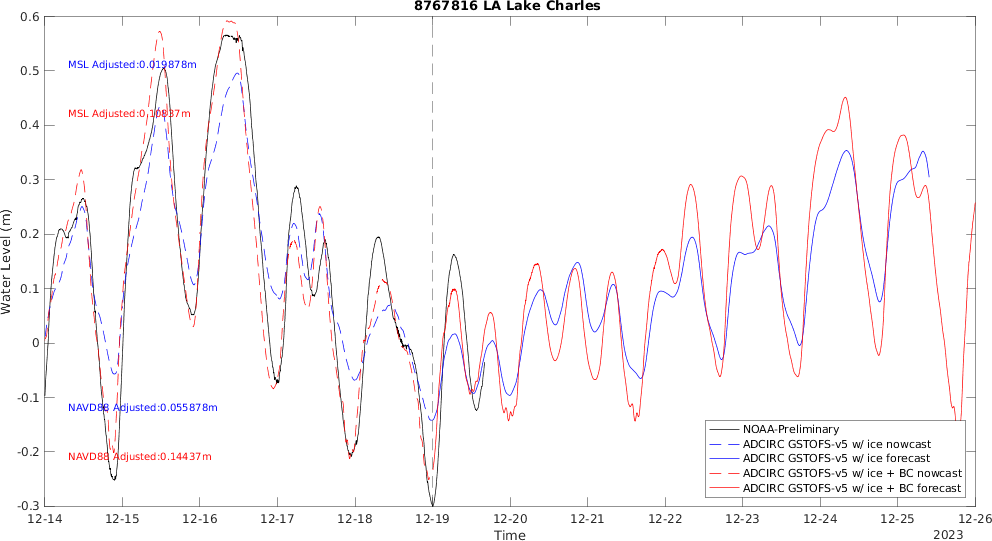 8767816 LA Lake Charles
0.6
0.5
0.4
0.3
0.2
0.1
0
-0.1
-0.2
-0.3
Water Level (m)
MSL Adjusted:0.019878m
MSL Adjusted:0.10837m
NAVD88 Adjusted:0.055878m
NAVD88 Adjusted:0.14437m
NOAA-Preliminary
ADCIRC GSTOFS-v5 w/ ice nowcast
ADCIRC GSTOFS-v5 w/ ice forecast
ADCIRC GSTOFS-v5 w/ ice + BC nowcast
ADCIRC GSTOFS-v5 w/ ice + BC forecast
12-14 12-15 12-16 12-17 12-18 12-19 12-20 12-21 12-22 12-23 12-24 12-25 12-26
Time
2023